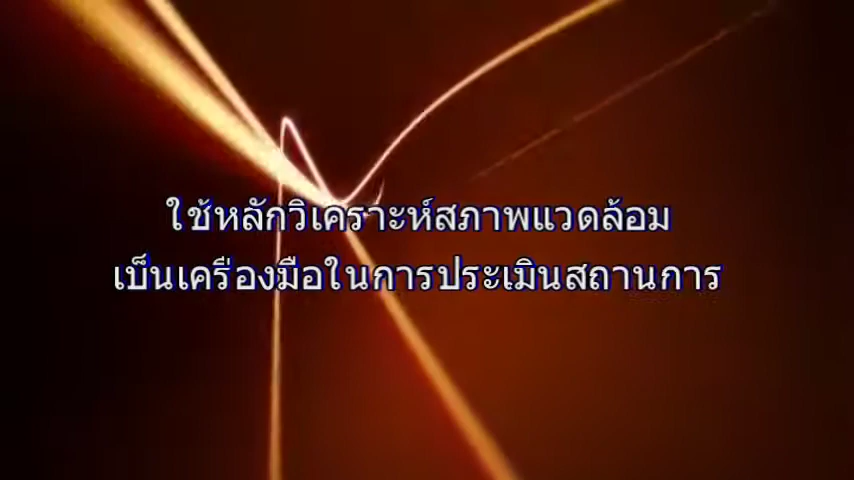 ใช้หลักวิเคราะห์สภาพแวดล้อม
เบ็นเครื่องมือในการประเมินสถานการ